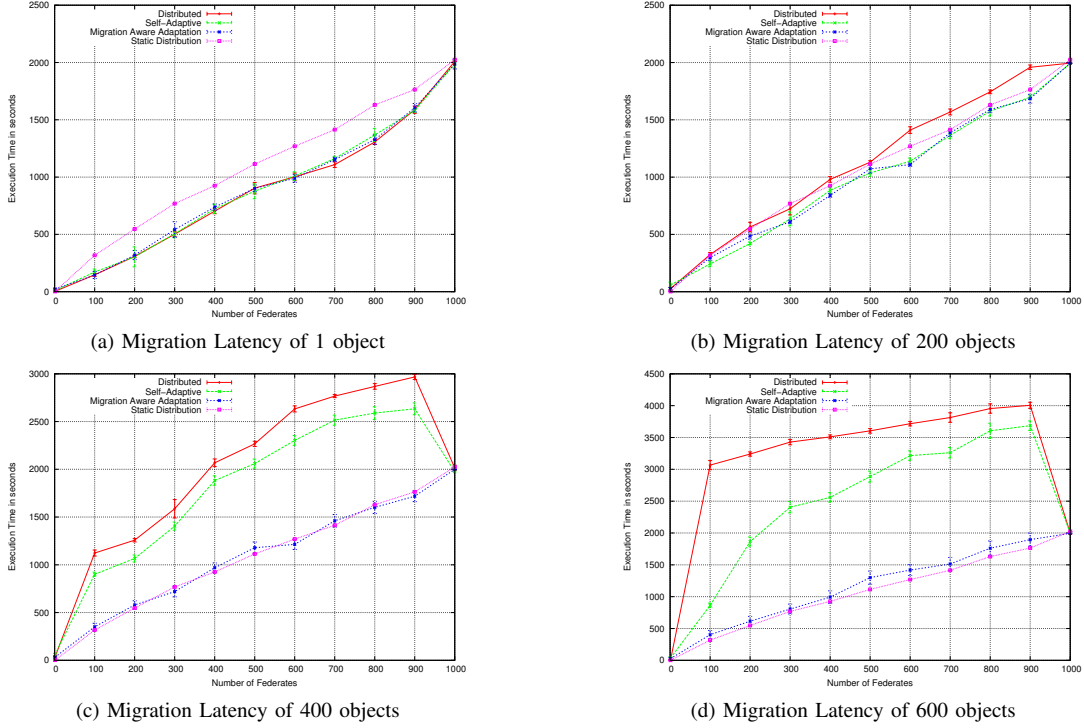 2500
2000
1500
1000
500
0
Execution Time in seconds
Distributed
Self-Adaptive
Migration Aware Adaptation
Static Distribution
0 100 200 300 400 500 600 700 800 900 1000
Number of Federates
(a) Migration Latency of 1 object
2500
2000
1500
1000
500
0
Execution Time in seconds
Distributed
Self-Adaptive
Migration Aware Adaptation
Static Distribution
0 100 200 300 400 500 600 700 800 900 1000
Number of Federates
(b) Migration Latency of 200 objects
3000
2500
2000
1500
1000
500
0
Execution Time in seconds
Distributed
Self-Adaptive
Migration Aware Adaptation
Static Distribution
0 100 200 300 400 500 600 700 800 900 1000
Number of Federates
(c) Migration Latency of 400 objects
4500
4000
3500
3000
2500
2000
1500
1000
500
0
Execution Time in seconds
Distributed
Self-Adaptive
Migration Aware Adaptation
Static Distribution
0 100 200 300 400 500 600 700 800 900 1000
Number of Federates
(d) Migration Latency of 600 objects